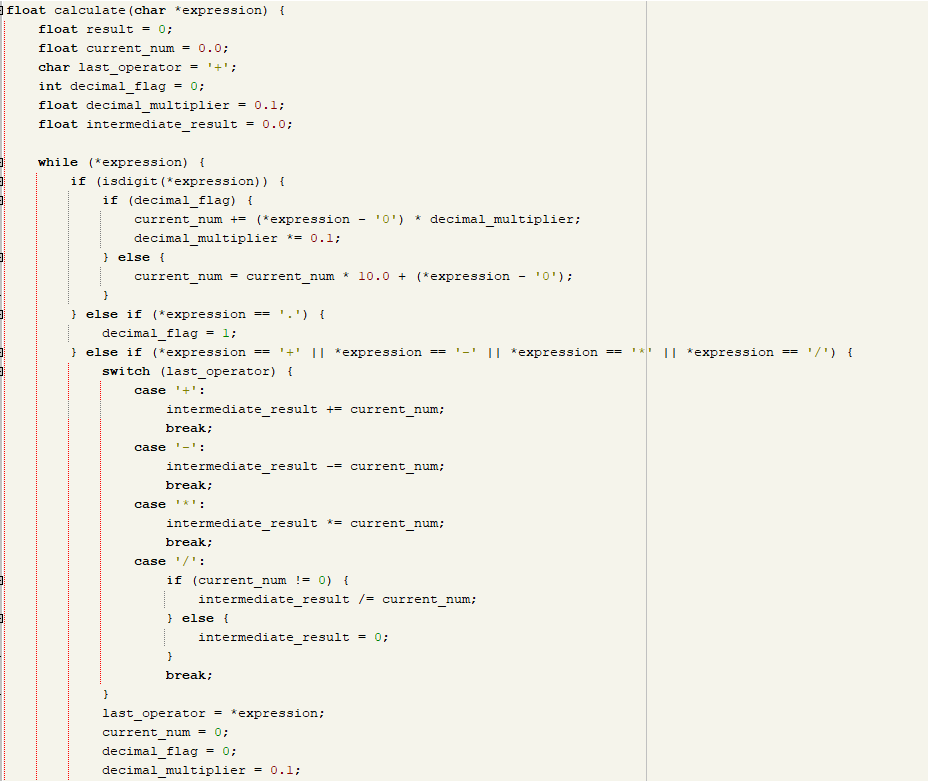 float calculate(char *expression) {
    float result = 0;
    float current_num = 0.0;
    char last_operator = '+';
    int decimal_flag = 0;
    float decimal_multiplier = 0.1;
    float intermediate_result = 0.0;

    while (*expression) {
        if (isdigit(*expression)) {
            if (decimal_flag) {
                current_num += (*expression - '0') * decimal_multiplier;
                decimal_multiplier *= 0.1;
            } else {
                current_num = current_num * 10.0 + (*expression - '0');
            }
        } else if (*expression == '.') {
            decimal_flag = 1;
        } else if (*expression == '+' || *expression == '-' || *expression == '*' || *expression == '/') {
            switch (last_operator) {
                case '+':
                    intermediate_result += current_num;
                    break;
                case '-':
                    intermediate_result -= current_num;
                    break;
                case '*':
                    intermediate_result *= current_num;
                    break;
                case '/':
                    if (current_num != 0) {
                        intermediate_result /= current_num;
                    } else {
                        intermediate_result = 0;
                    }
                    break;
            }
            last_operator = *expression;
            current_num = 0;
            decimal_flag = 0;
            decimal_multiplier = 0.1;